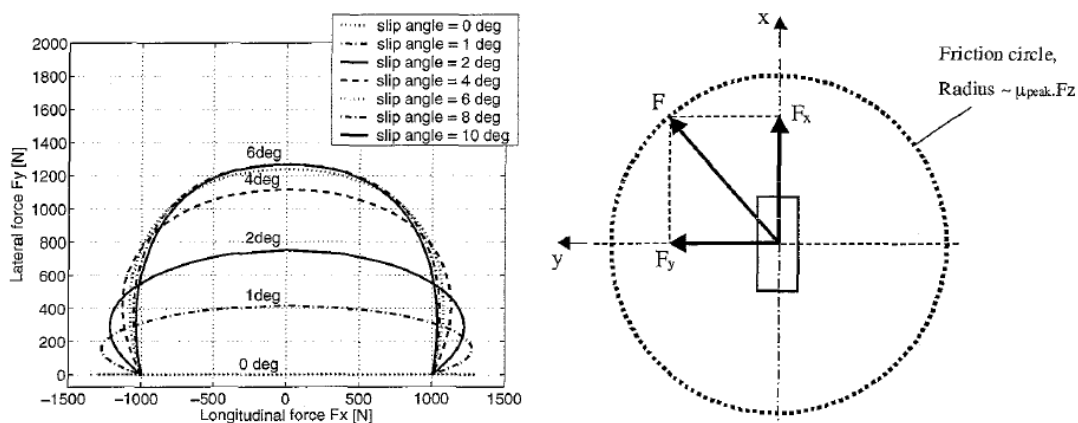 slip angle = 0 deg
slip angle = 1 deg
slip angle = 2 deg
slip angle = 4 deg
slip angle = 6 deg
slip angle = 8 deg
slip angle = 10 deg
2000
1800
1600
1400
1200
1000
800
600
400
200
0
Lateral force Fy [N]
6deg
4deg
2deg
1deg
0 deg
−1500 −1000 −500 0 500 1000 1500
Longitudinal force Fx [N]
x
Friction circle,
Radius ~ μpeak.Fz
F
Fx
y
Fy